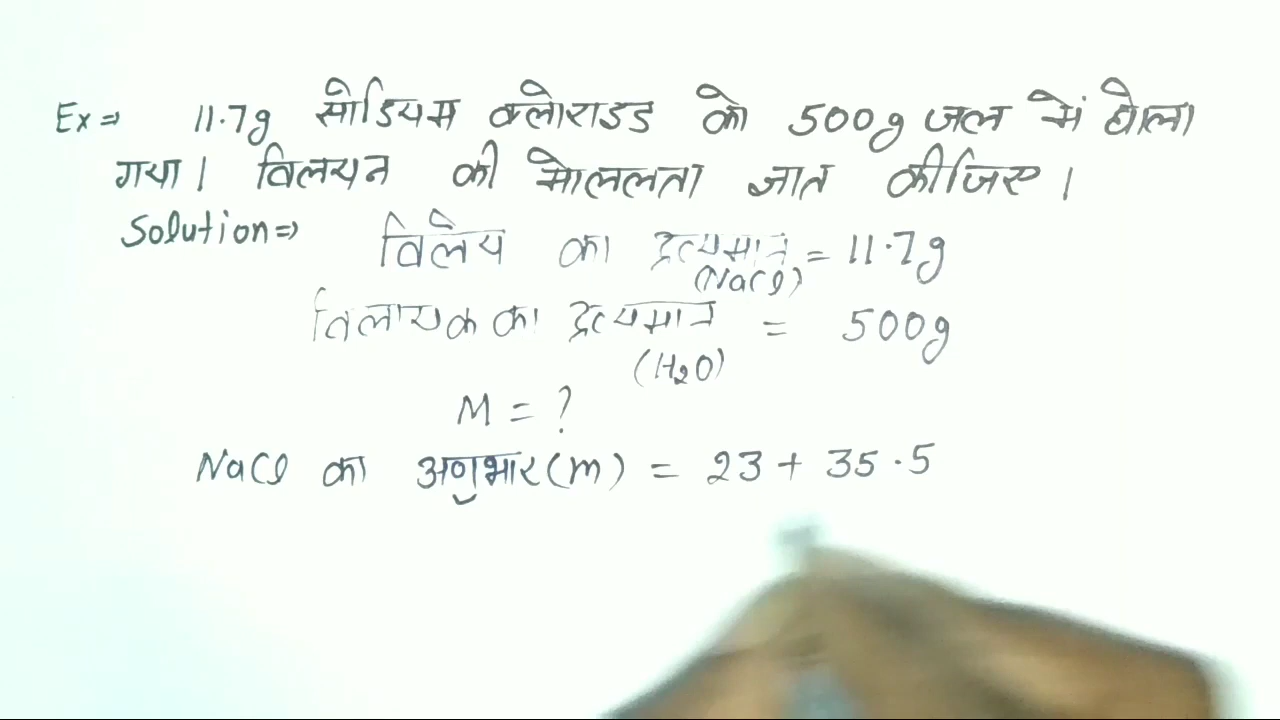 Ex⇒ 11.7g सोडियम क्लोराइड को 500g जल में घोला
गया। विलयन की मोललता ज्ञात कीजिए।
Solution⇒ विलेय का द्रव्यमान = 11.7g
(NaCl)
विलायक का द्रव्यमान = 500g
(H₂O)
M = ?
NaCl का अणुभार(m) = 23 + 35.5